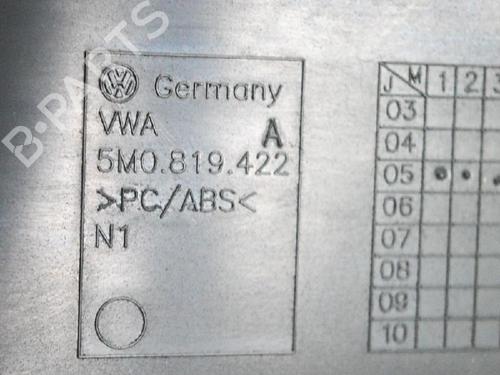 Germany
VWA
A
5M0.819.422
>PC/ABS<
N1
J M 1 2 3
03
04
05
06
07
08
09
10
B-PARTS